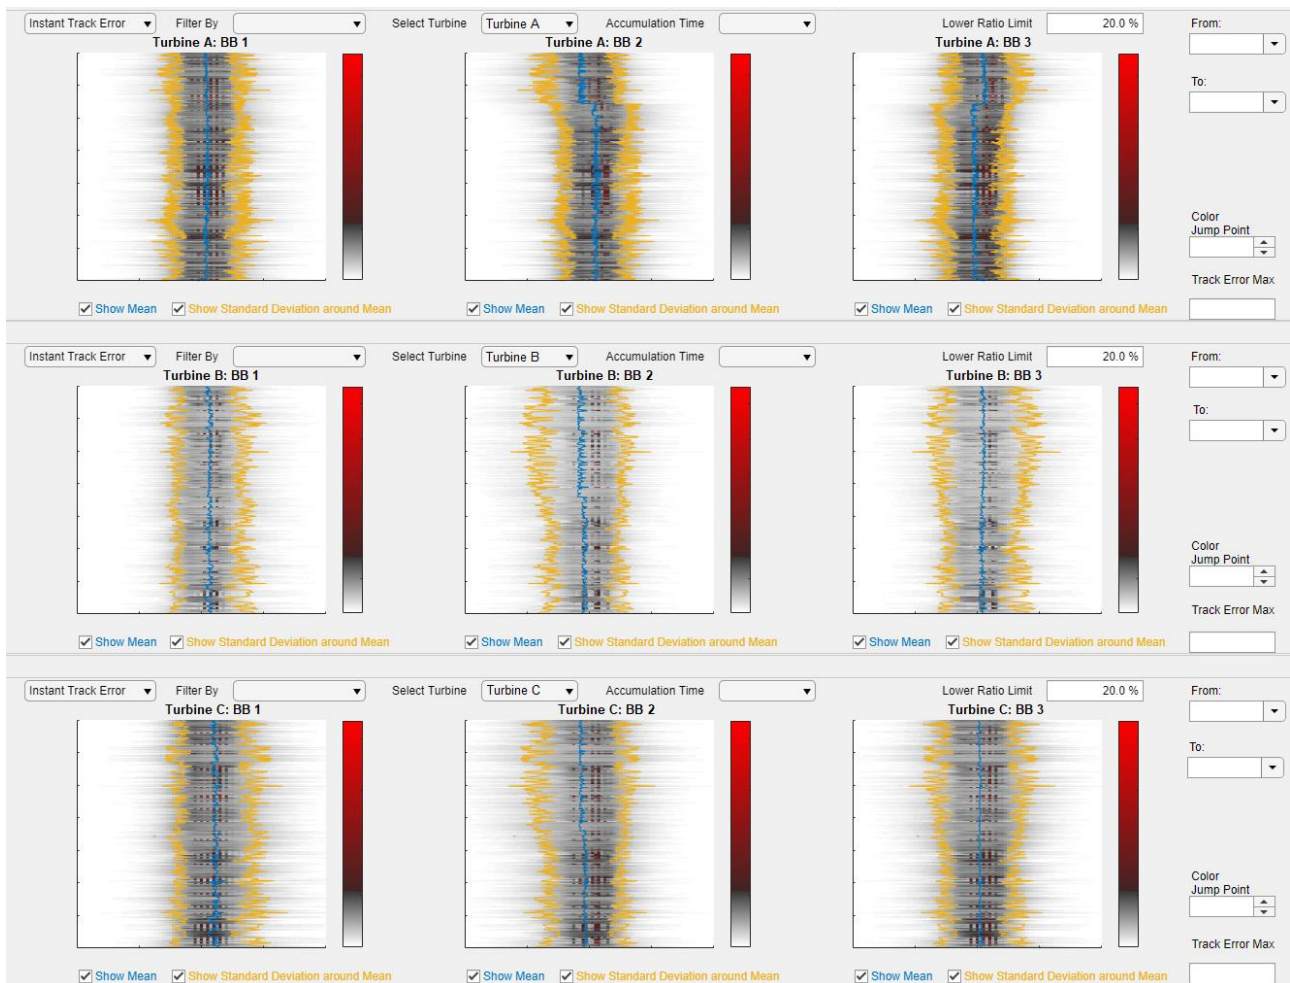 Instant Track Error Filter By Select Turbine Turbine A Accumulation Time Lower Ratio Limit 20.0 % From:
Turbine A: BB 1 Turbine A: BB 2 Turbine A: BB 3
To:
Color
Jump Point
Track Error Max
Show Mean Show Standard Deviation around Mean Show Mean Show Standard Deviation around Mean Show Mean Show Standard Deviation around Mean
Instant Track Error Filter By Select Turbine Turbine B Accumulation Time Lower Ratio Limit 20.0 % From:
Turbine B: BB 1 Turbine B: BB 2 Turbine B: BB 3
To:
Color
Jump Point
Track Error Max
Show Mean Show Standard Deviation around Mean Show Mean Show Standard Deviation around Mean Show Mean Show Standard Deviation around Mean
Instant Track Error Filter By Select Turbine Turbine C Accumulation Time Lower Ratio Limit 20.0 % From:
Turbine C: BB 1 Turbine C: BB 2 Turbine C: BB 3
To:
Color
Jump Point
Track Error Max
Show Mean Show Standard Deviation around Mean Show Mean Show Standard Deviation around Mean Show Mean Show Standard Deviation around Mean